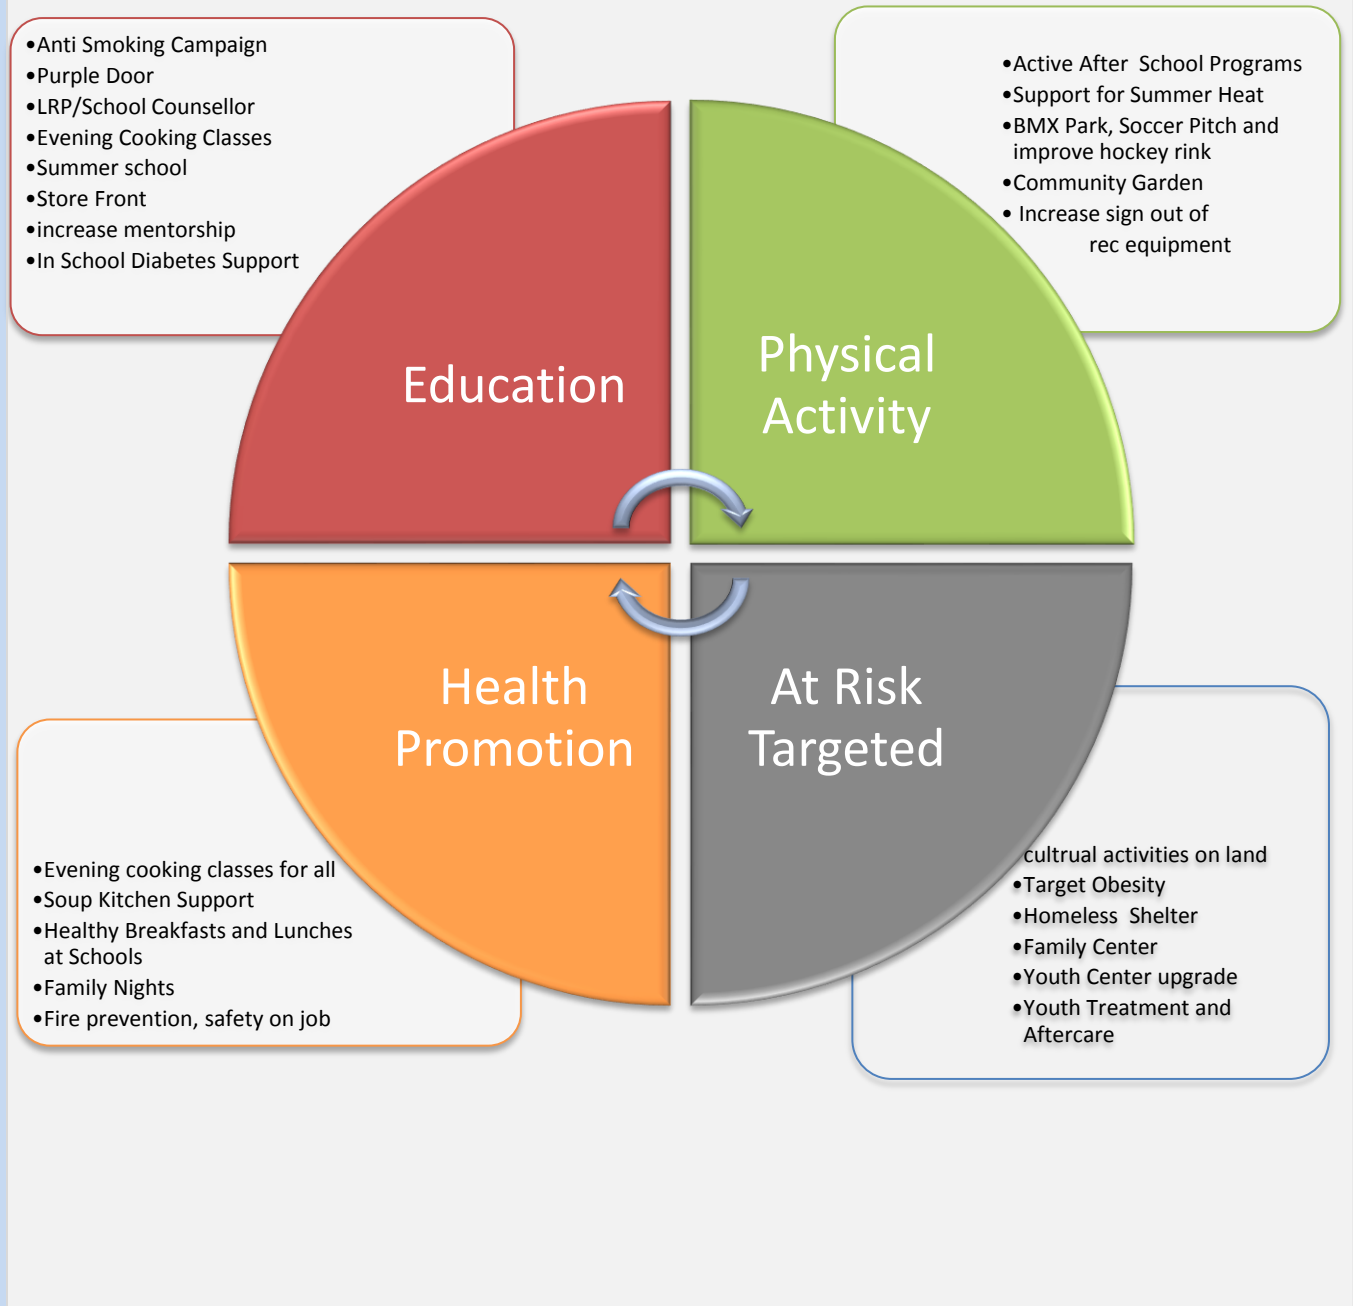 •Anti Smoking Campaign
•Purple Door
•LRP/School Counsellor
•Evening Cooking Classes
•Summer school
•Store Front
•increase mentorship
•In School Diabetes Support
•Active After  School Programs
•Support for Summer Heat
•BMX Park, Soccer Pitch and
improve hockey rink
•Community Garden
• Increase sign out of
rec equipment
Education
Physical
Activity
Health
Promotion
At Risk
Targeted
•Evening cooking classes for all
•Soup Kitchen Support
•Healthy Breakfasts and Lunches
at Schools
•Family Nights
•Fire prevention, safety on job
cultrual activities on land
•Target Obesity
•Homeless  Shelter
•Family Center
•Youth Center upgrade
•Youth Treatment and
Aftercare